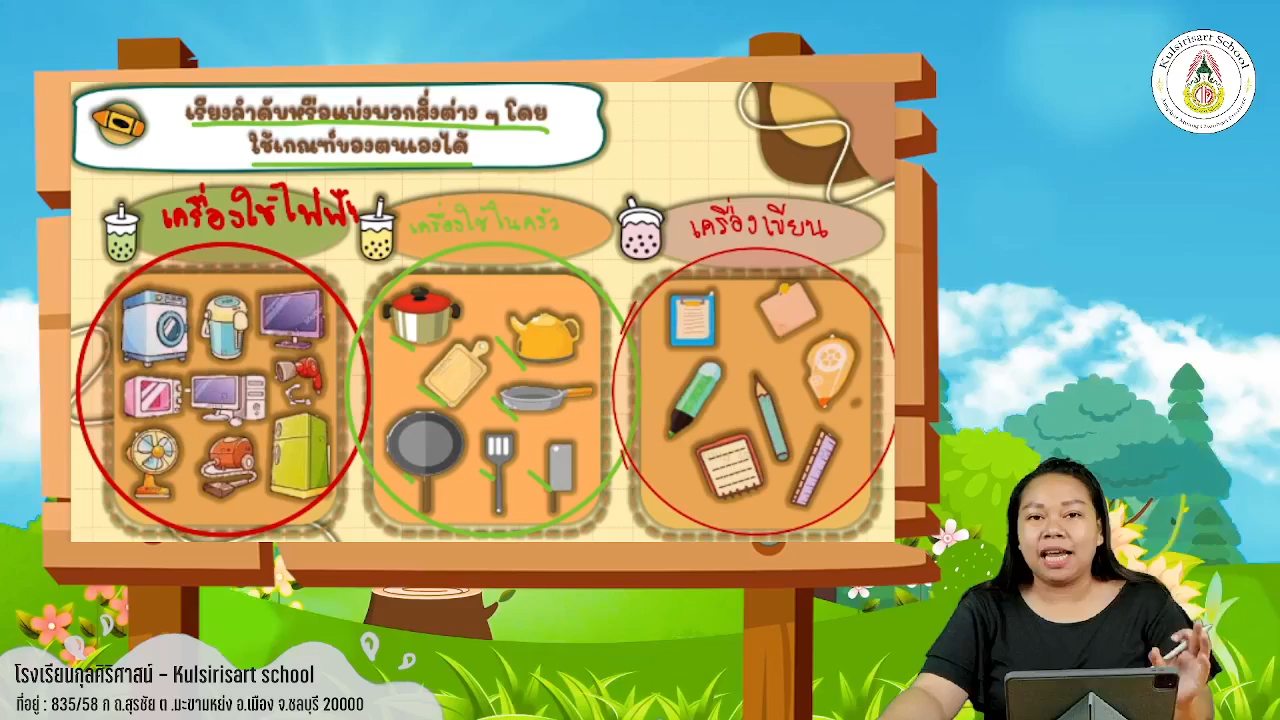 เรียงลำดับหรือแบ่งพวกสิ่งต่าง ๆ โดย
ใช้เกณฑ์ของตนเองได้
เครื่องใช้ไฟฟ้า
เครื่องใช้ในครัว
เครื่องเขียน
Kulsirisart School
โรงเรียนกุลศิริศาสน์ - Kulsirisart school
ที่อยู่ : 835/58 ก ถ.สุรชัย ต .มะขามหย่ง อ.เมือง จ.ชลบุรี 20000